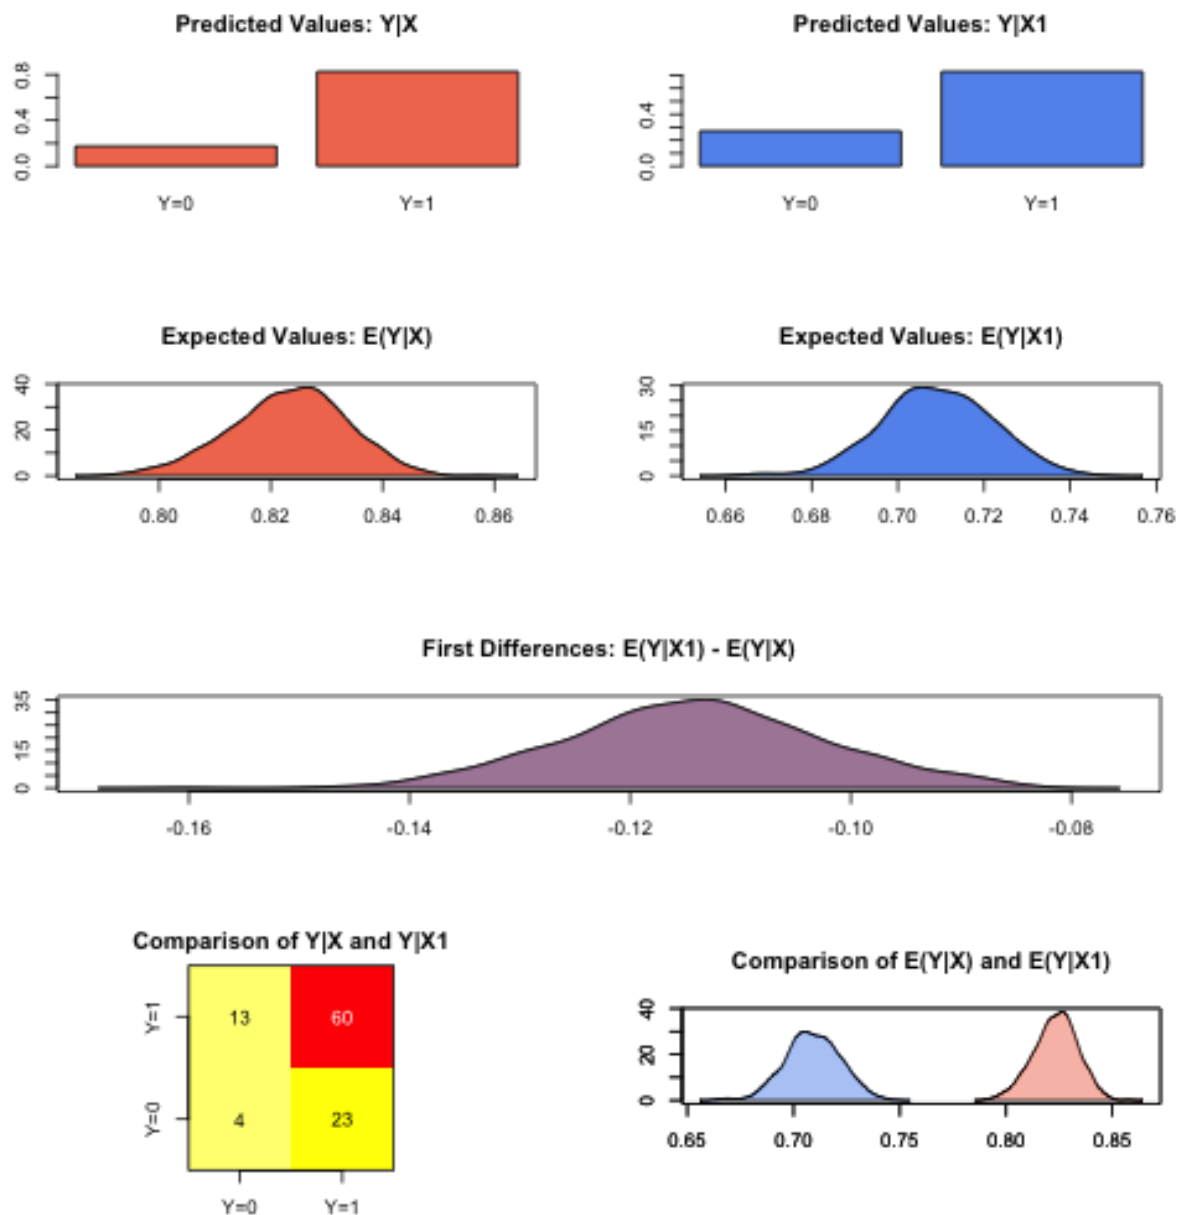 Predicted Values: Y|X
0.0 0.4 0.8
Y=0 Y=1
Predicted Values: Y|X1
0.0 0.4
Y=0 Y=1
Expected Values: E(Y|X)
0 20 40
0.80 0.82 0.84 0.86
Expected Values: E(Y|X1)
0 15 30
0.66 0.68 0.70 0.72 0.74 0.76
First Differences: E(Y|X1) - E(Y|X)
0 15 35
-0.16 -0.14 -0.12 -0.10 -0.08
Comparison of Y|X and Y|X1
Y=1 13 60
Y=0 4 23
Y=0 Y=1
Comparison of E(Y|X) and E(Y|X1)
0 20 40
0.65 0.70 0.75 0.80 0.85